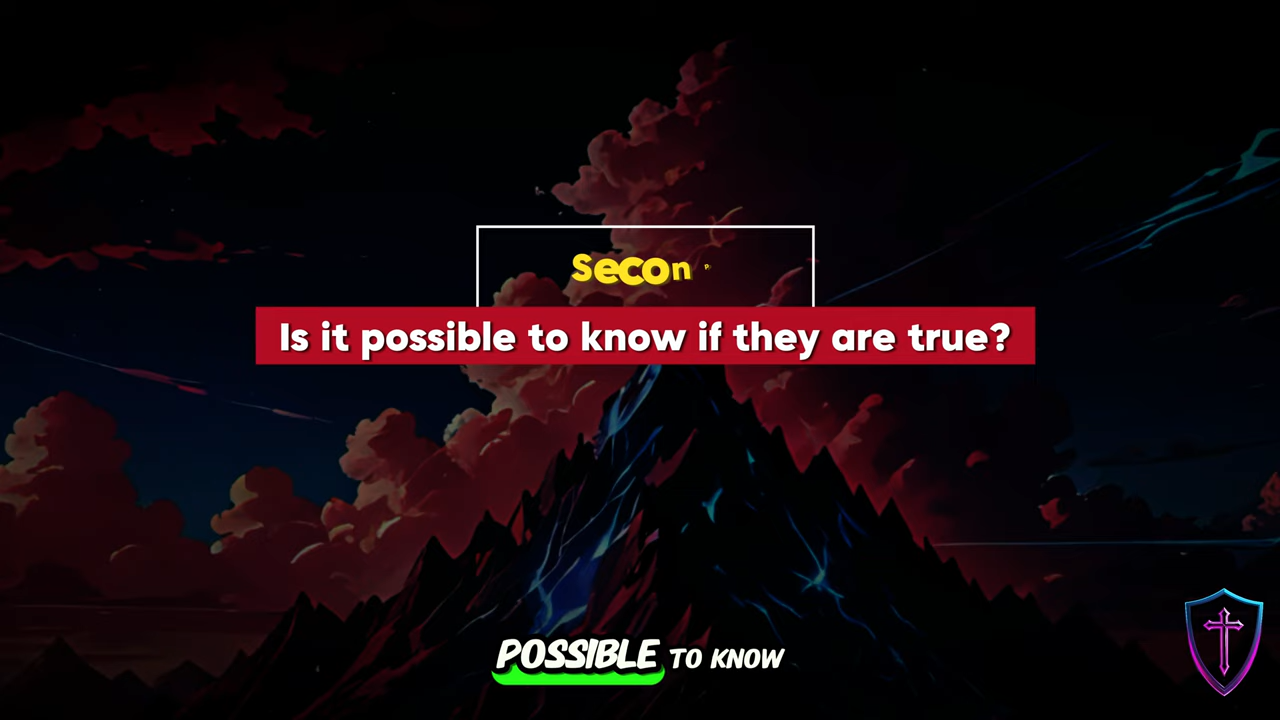 Secon
Is it possible to know if they are true?
POSSIBLE TO KNOW